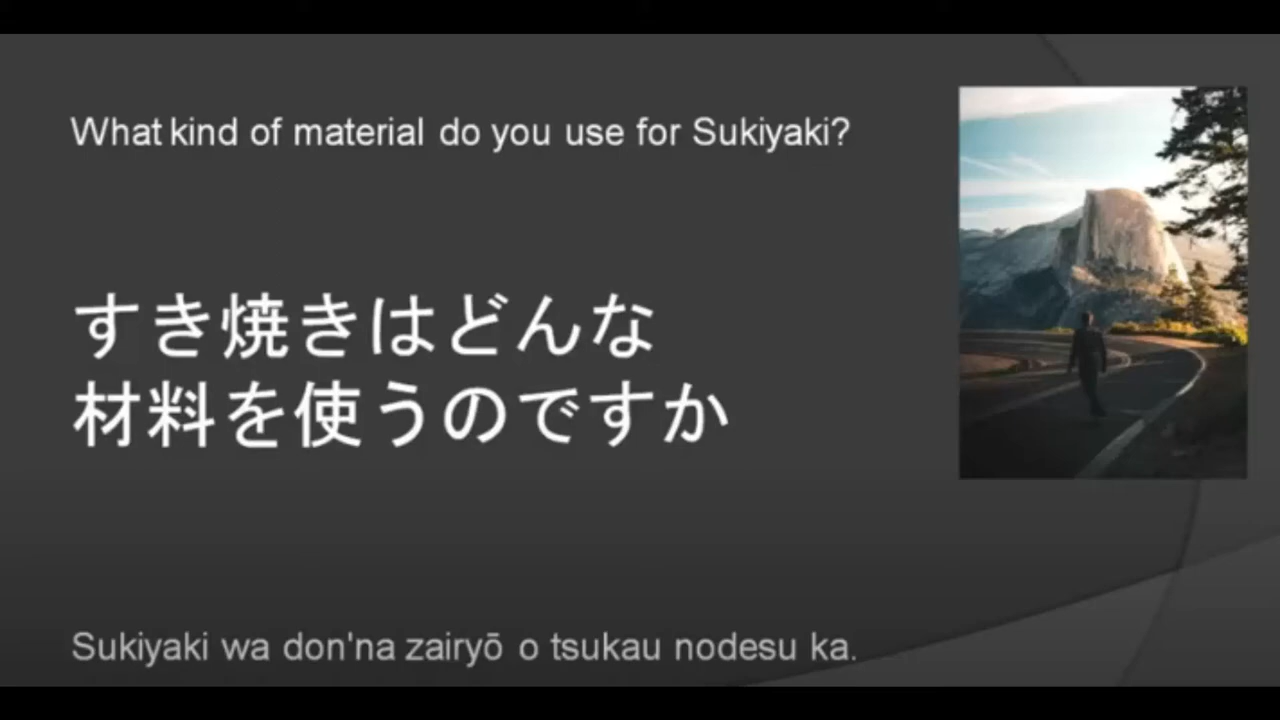 What kind of material do you use for Sukiyaki?
すき焼きはどんな
材料を使うのですか
Sukiyaki wa don'na zairyō o tsukau nodesu ka.